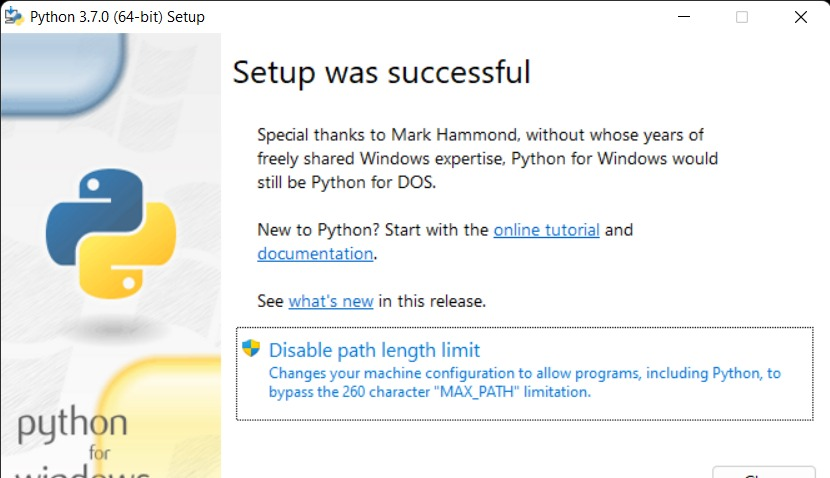 Python 3.7.0 (64-bit) Setup
Setup was successful
Special thanks to Mark Hammond, without whose years of
freely shared Windows expertise, Python for Windows would
still be Python for DOS.
New to Python? Start with the online tutorial and
documentation.
See what's new in this release.
Disable path length limit
Changes your machine configuration to allow programs, including Python, to
bypass the 260 character "MAX_PATH" limitation.
python
for
windows